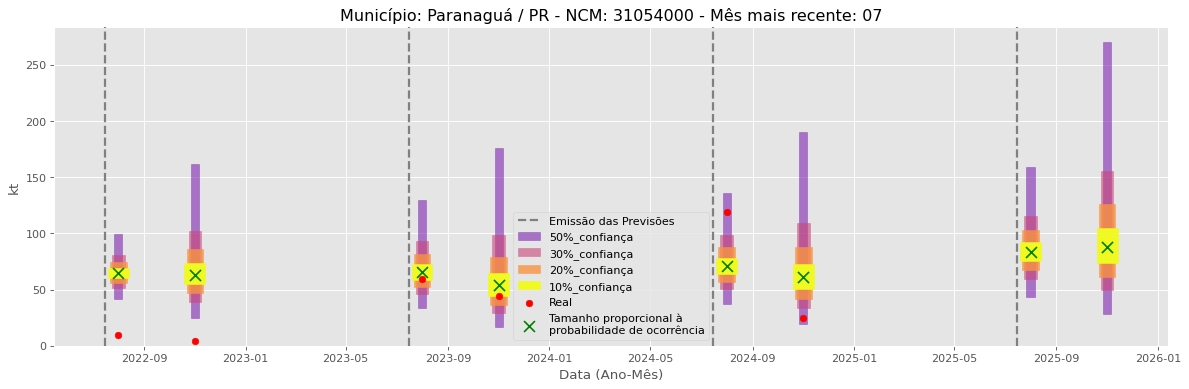 Município: Paranaguá / PR - NCM: 31054000 - Mês mais recente: 07
kt
250
200
150
100
50
0
Emissão das Previsões
50%_confiança
30%_confiança
20%_confiança
10%_confiança
Real
Tamanho proporcional à
probabilidade de ocorrência
2022-09 2023-01 2023-05 2023-09 2024-01 2024-05 2024-09 2025-01 2025-05 2025-09 2026-01
Data (Ano-Mês)